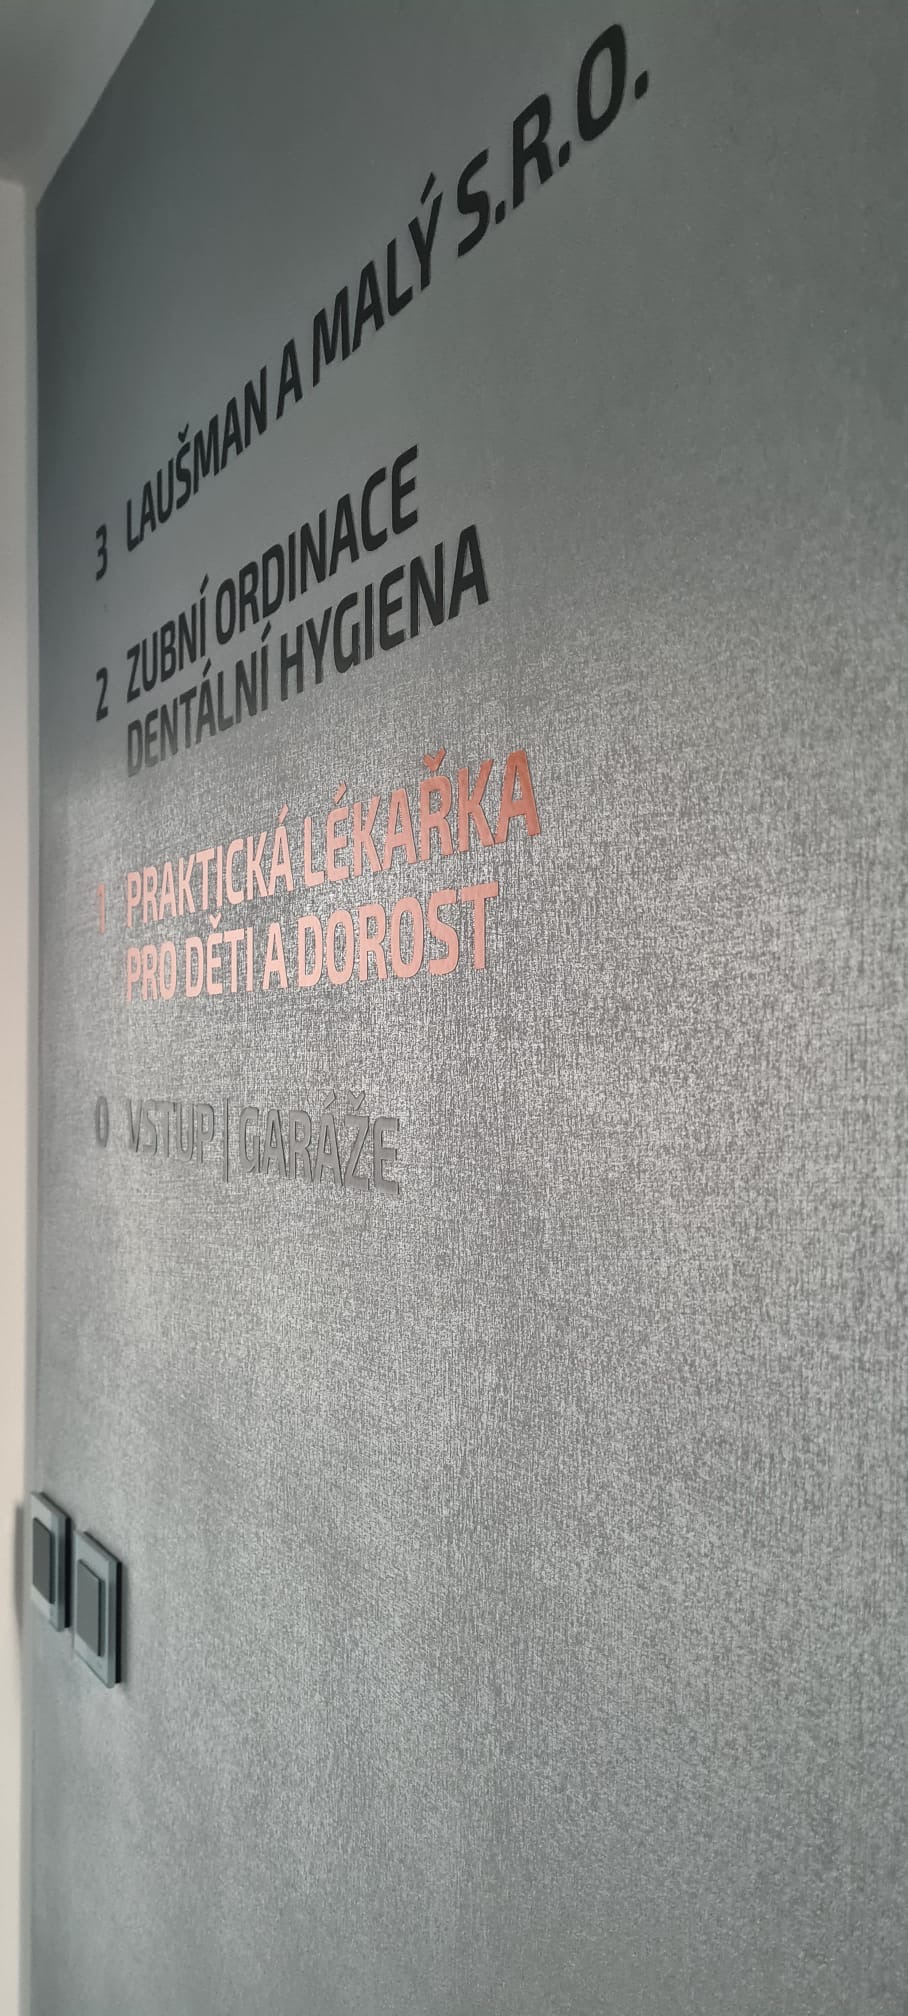 3 LAUŠMAN A MALÝ S.R.O.
2 ZUBNÍ ORDINACE
DENTÁLNÍ HYGIENA
1 PRAKTICKÁ LÉKAŘKA
PRO DĚTI A DOROST
0 VSTUP | GARÁŽE